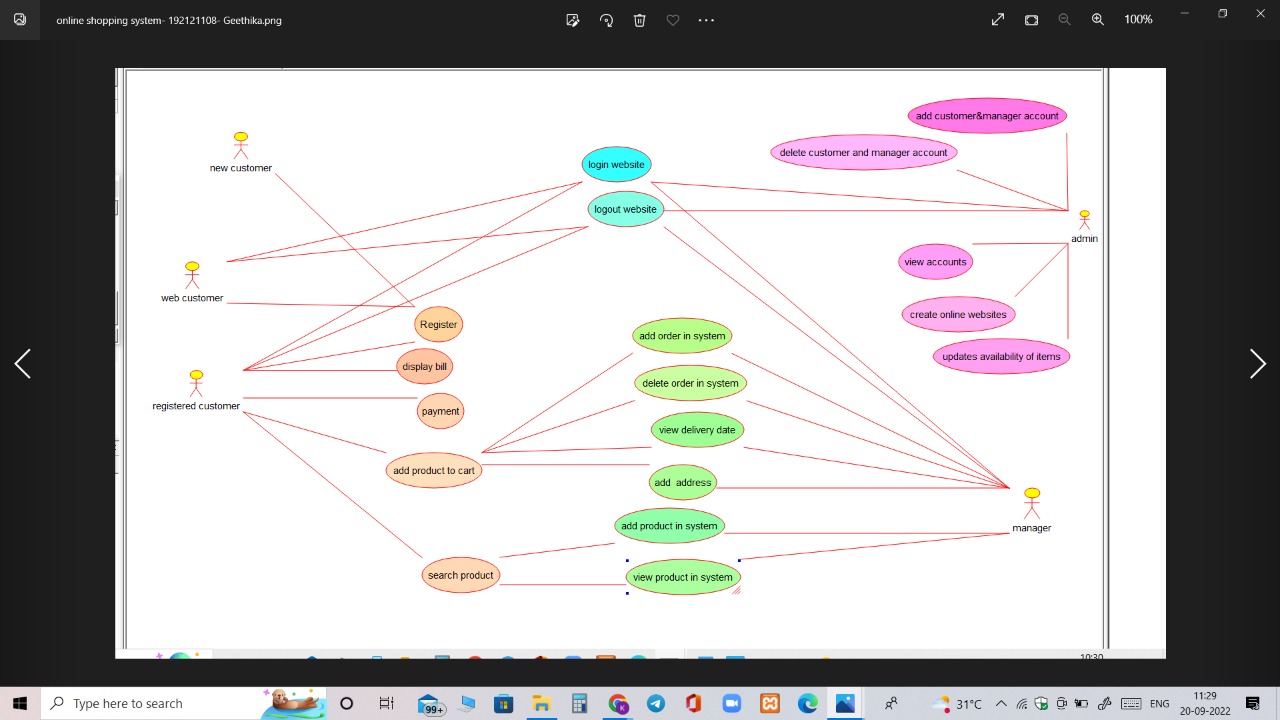 online shopping system- 192121108- Geethika.png
100%
add customer&manager account
delete customer and manager account
new customer
login website
logout website
admin
view accounts
web customer
create online websites
Register
add order in system
updates availability of items
display bill
delete order in system
registered customer
payment
view delivery date
add product to cart
add  address
add product in system
manager
search product
view product in system
Type here to search
99+
K
31°C
ENG
11:29
20-09-2022